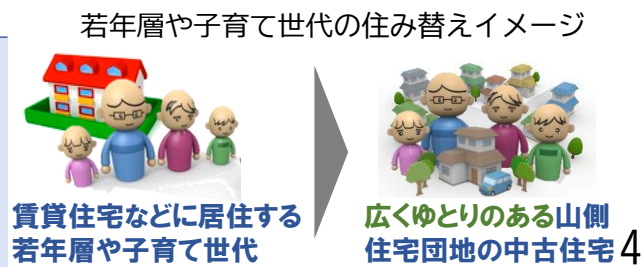 若年層や子育て世代の住み替えイメージ
賃貸住宅などに居住する
若年層や子育て世代
広くゆとりのある山側
住宅団地の中古住宅
4